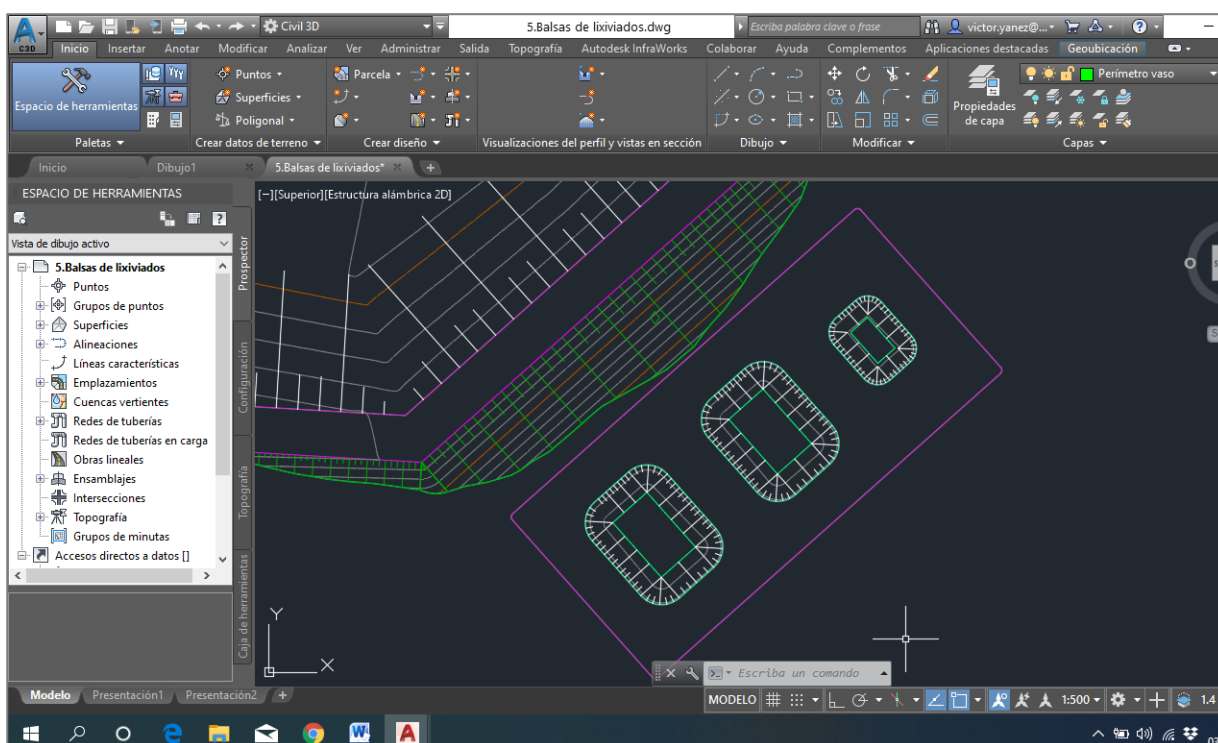 A
C3D
Civil 3D
5.Balsas de lixiviados.dwg
Escriba palabra clave o frase
victor.yanez@...
?
Inicio Insertar Anotar Modificar Analizar Ver Administrar Salida Topografía Autodesk InfraWorks Colaborar Ayuda Complementos Aplicaciones destacadas Geoubicación
Espacio de herramientas
Puntos
Superficies
Poligonal
Parcela
Propiedades de capa
Perímetro vaso
Paletas
Crear datos de terreno
Crear diseño
Visualizaciones del perfil y vistas en sección
Dibujo
Modificar
Capas
Inicio
Dibujo1
5.Balsas de lixiviados*
ESPACIO DE HERRAMIENTAS
?
Vista de dibujo activo
5.Balsas de lixiviados
Puntos
Grupos de puntos
Superficies
Alineaciones
Líneas características
Emplazamientos
Cuencas vertientes
Redes de tuberías
Redes de tuberías en carga
Obras lineales
Ensamblajes
Intersecciones
Topografía
Grupos de minutas
Accesos directos a datos []
Prospector
Configuración
Topografía
Caja de herramientas
[−][Superior][Estructura alámbrica 2D]
O
S
Y
X
Escriba un comando
Modelo
Presentación1
Presentación2
MODELO
1:500
1.4